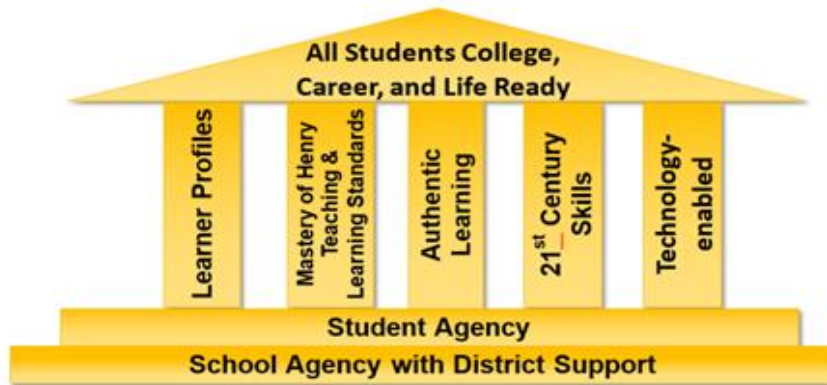 All Students College,
Career, and Life Ready
Learner Profiles
Mastery of Henry
Teaching &
Learning Standards
Authentic
Learning
21st Century
Skills
Technology-
enabled
Student Agency
School Agency with District Support